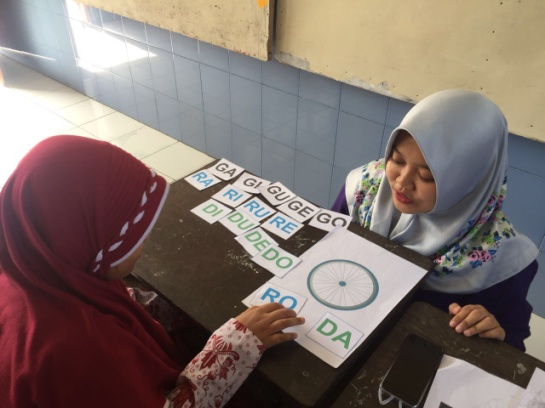 GA GI GU GE GO
RA RI RU RE
DI DU DE DO
RO DA